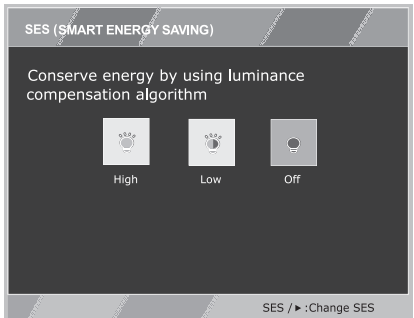 SES (SMART ENERGY SAVING)
Conserve energy by using luminance
compensation algorithm
High Low Off
SES / ► :Change SES